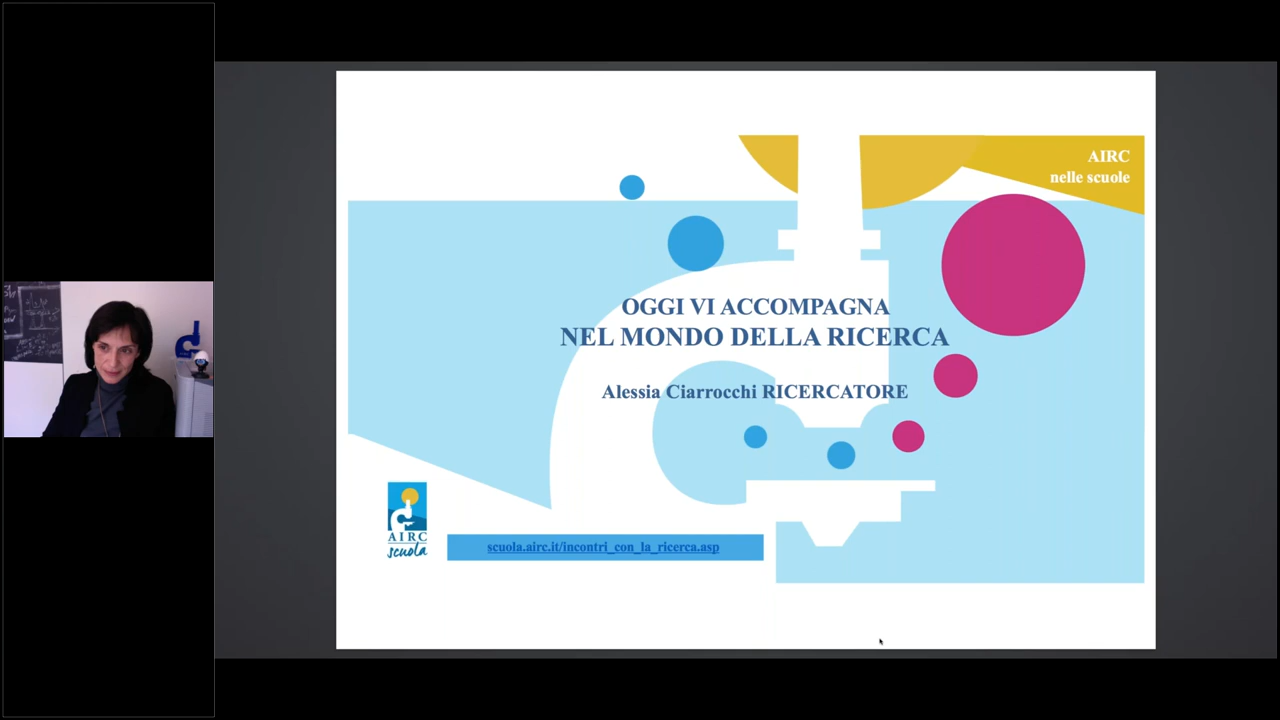 AIRC
nelle scuole
OGGI VI ACCOMPAGNA
NEL MONDO DELLA RICERCA
Alessia Ciarrocchi RICERCATORE
AIRC
scuola
scuola.airc.it/incontri_con_la_ricerca.asp